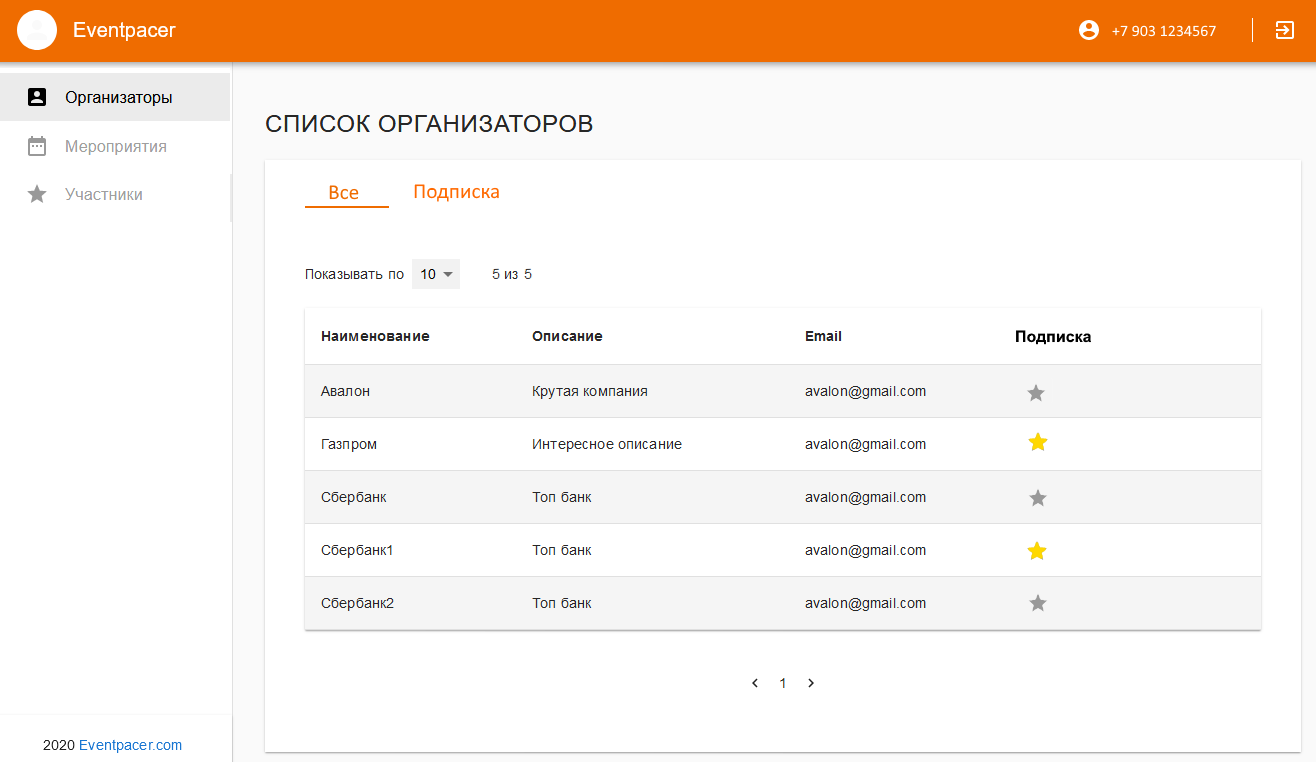 Eventpacer
+7 903 1234567
Организаторы
Мероприятия
Участники
СПИСОК ОРГАНИЗАТОРОВ
Все Подписка
Показывать по 10 5 из 5
Наименование Описание Email Подписка
Авалон Крутая компания avalon@gmail.com
Газпром Интересное описание avalon@gmail.com
Сбербанк Топ банк avalon@gmail.com
Сбербанк1 Топ банк avalon@gmail.com
Сбербанк2 Топ банк avalon@gmail.com
1
2020 Eventpacer.com